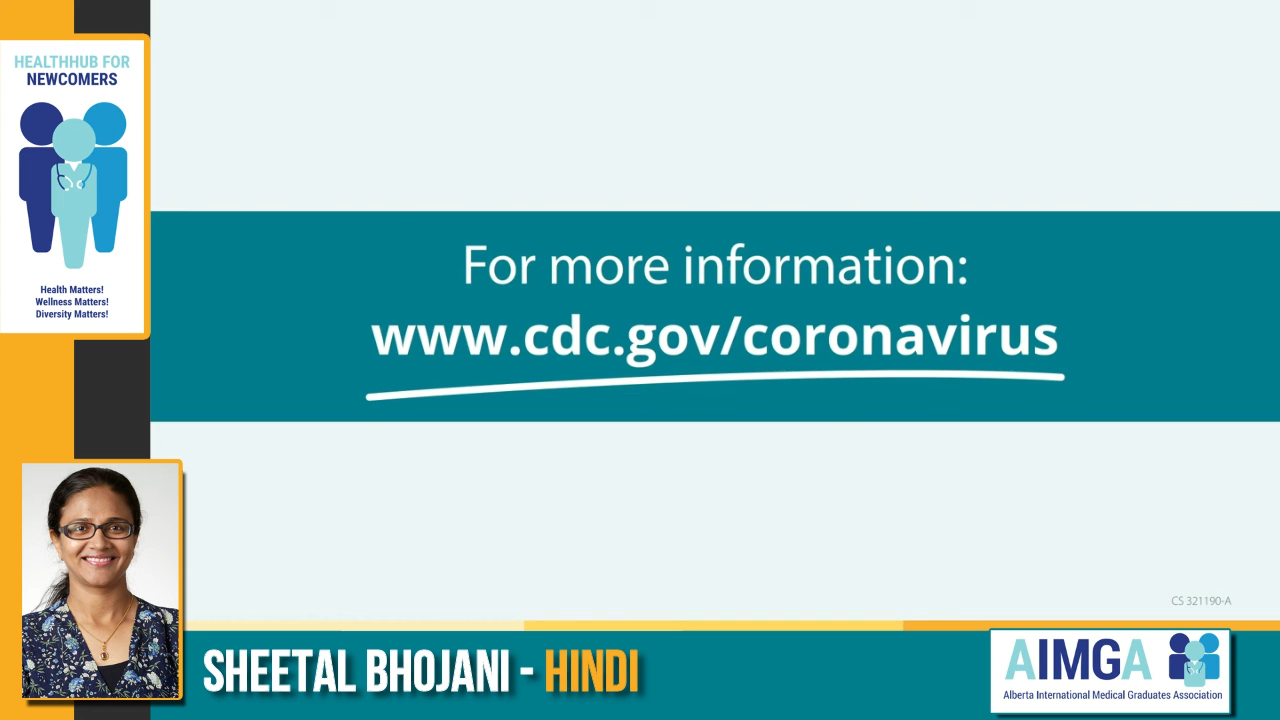 HEALTHHUB FOR
NEWCOMERS
Health Matters!
Wellness Matters!
Diversity Matters!
For more information:
www.cdc.gov/coronavirus
CS 321190-A
SHEETAL BHOJANI - HINDI
AIMGA
Alberta International Medical Graduates Association